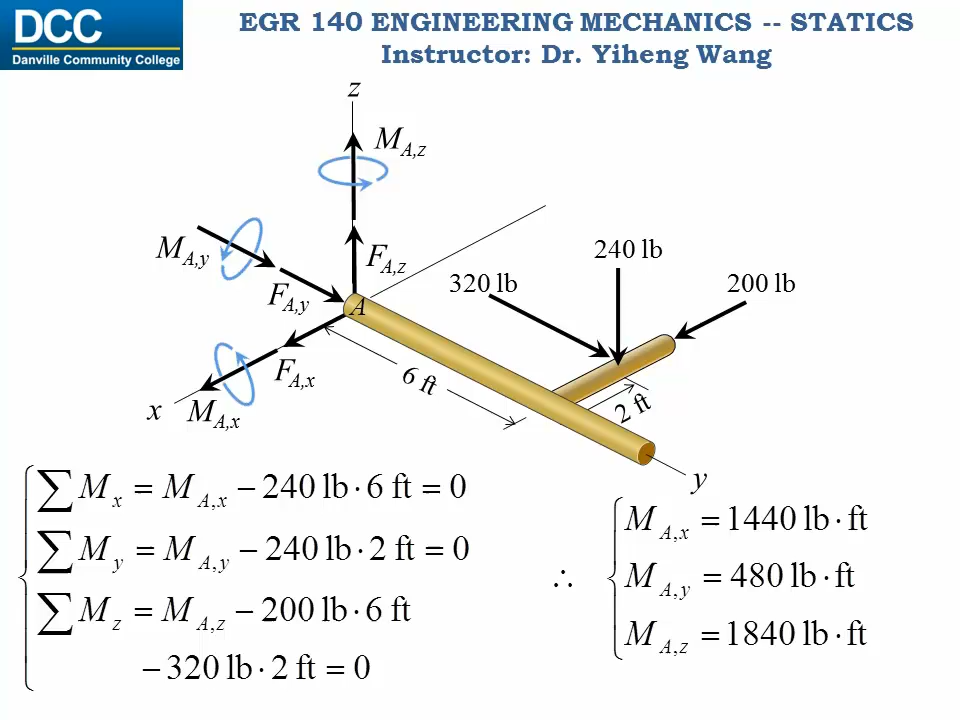 DCC
Danville Community College
EGR 140 ENGINEERING MECHANICS -- STATICS
Instructor: Dr. Yiheng Wang
z
M_{A,z}
M_{A,y}
F_{A,z}
F_{A,y}
A
320 lb
240 lb
200 lb
F_{A,x}
6 ft
2 ft
x
M_{A,x}
y
∑ M_x = M_{A,x} − 240 lb · 6 ft = 0
∑ M_y = M_{A,y} − 240 lb · 2 ft = 0
∑ M_z = M_{A,z} − 200 lb · 6 ft
− 320 lb · 2 ft = 0
∴
M_{A,x} = 1440 lb · ft
M_{A,y} = 480 lb · ft
M_{A,z} = 1840 lb · ft